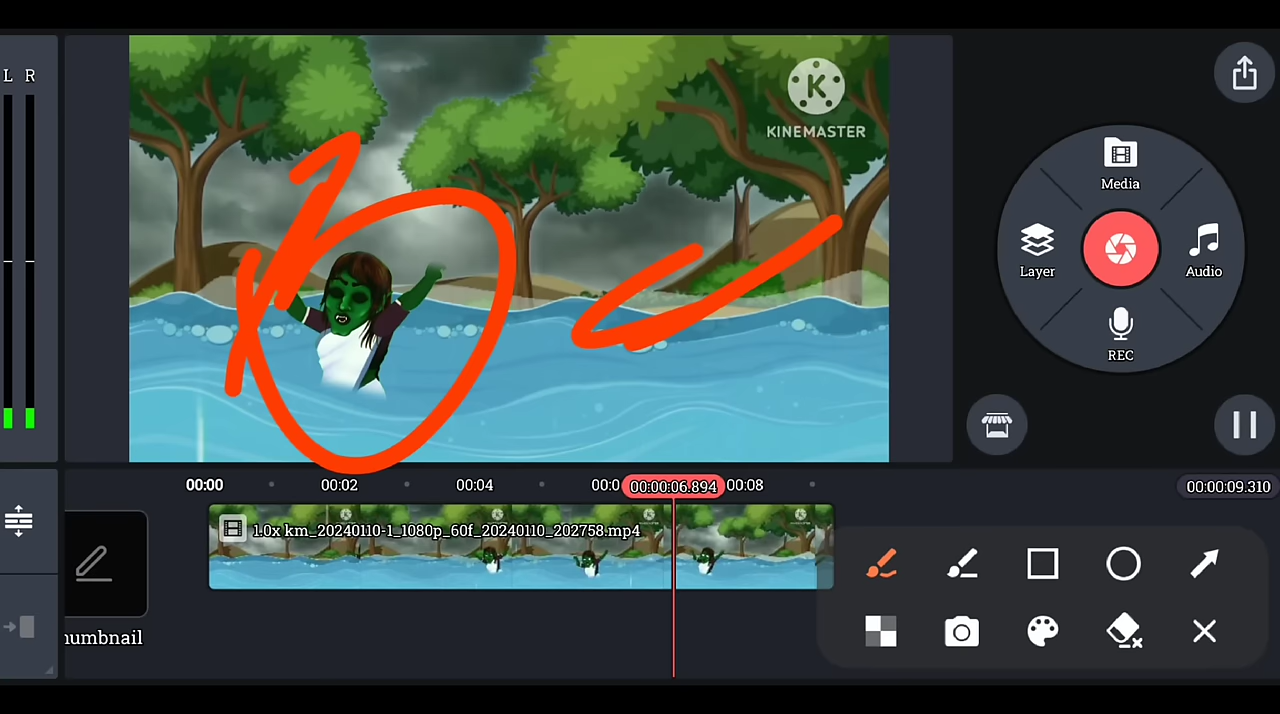 L R
K
KINEMASTER
Media
Layer
Audio
REC
00:00
00:02
00:04
00:0
00:00:06.894
00:08
00:00:09.310
1.0x km_20240110-1_1080p_60f_20240110_202758.mp4
humbnail